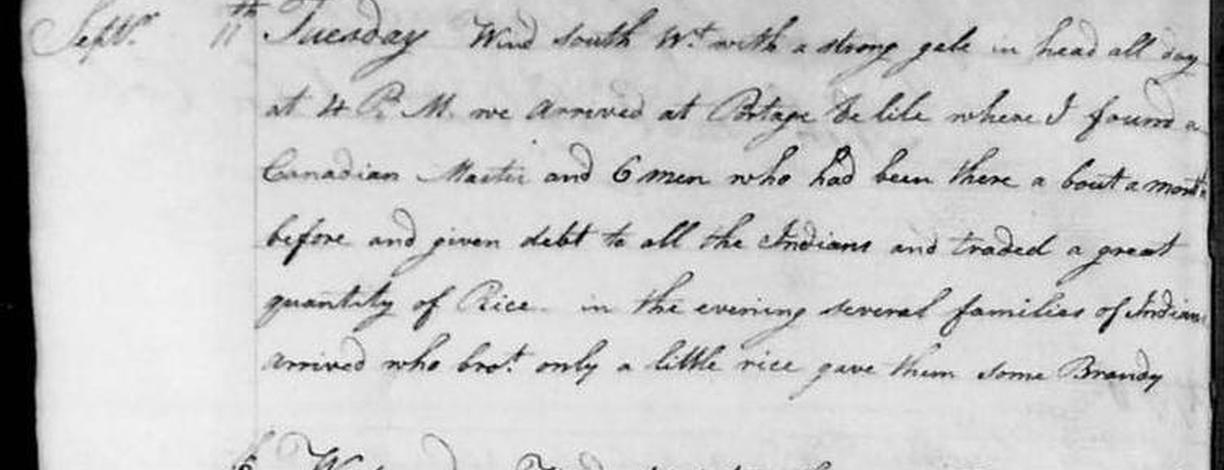 Septr. 11th Tuesday Wind south Wt. with a strong gale in head all day
at 4 P. M. we arrived at Portage De lile where I found a
Canadian Master and 6 men who had been there a bout a month
before and given debt to all the Indians and traded a great
quantity of Rice in the evening several families of Indians
arrived who brot. only a little rice gave them some Brandy